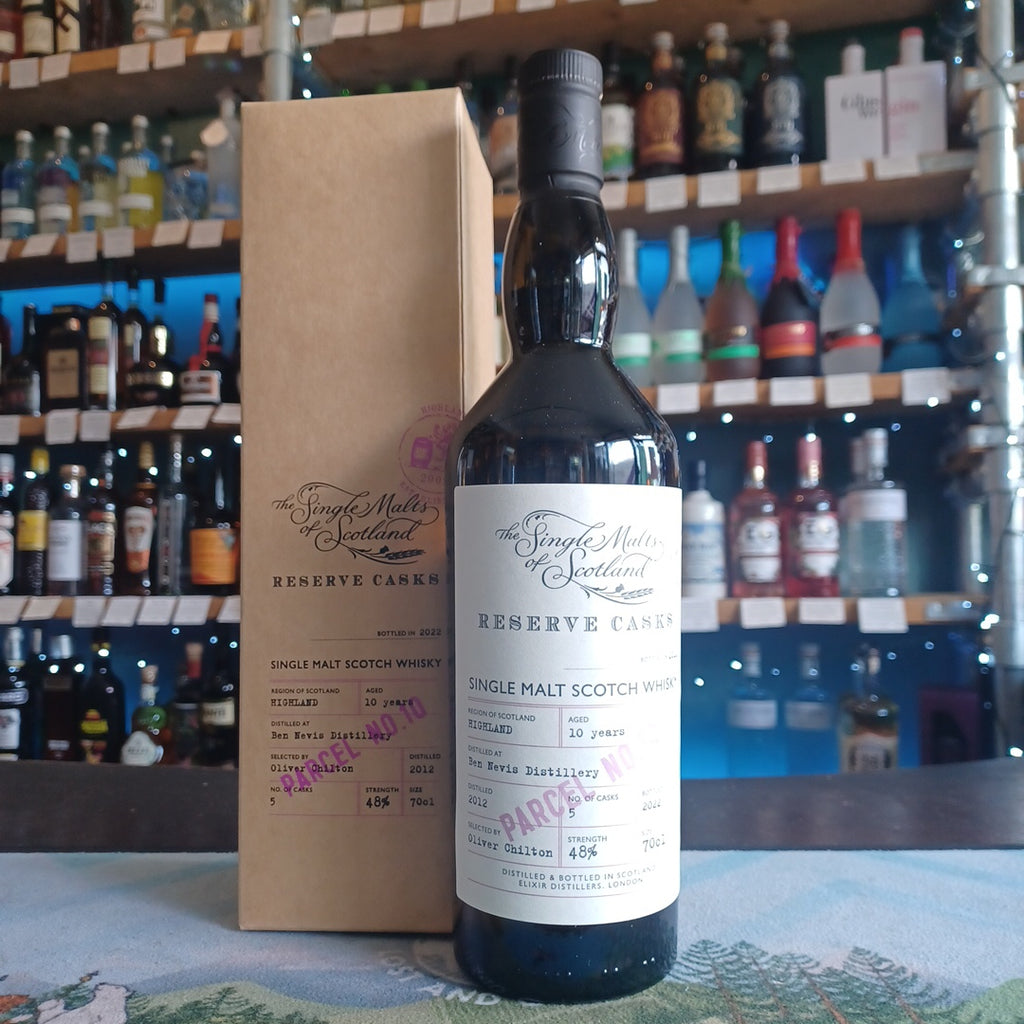 HIGHLAND
The Single Malts
of Scotland
RESERVE CASKS
BOTTLED IN 2022
SINGLE MALT SCOTCH WHISKY
REGION OF SCOTLAND AGED
HIGHLAND 10 years
DISTILLED AT
Ben Nevis Distillery
SELECTED BY DISTILLED
Oliver Chilton 2012
NO. OF CASKS STRENGTH SIZE
5 48% 70cl
PARCEL NO.10
The Single Malts
of Scotland
RESERVE CASKS
SINGLE MALT SCOTCH WHISKY
REGION OF SCOTLAND AGED
HIGHLAND 10 years
DISTILLED AT
Ben Nevis Distillery
DISTILLED NO. OF CASKS
2012 5 2022
SELECTED BY STRENGTH SIZE
Oliver Chilton 48% 70cl
PARCEL NO
DISTILLED & BOTTLED IN SCOTLAND
ELIXIR DISTILLERS, LONDON